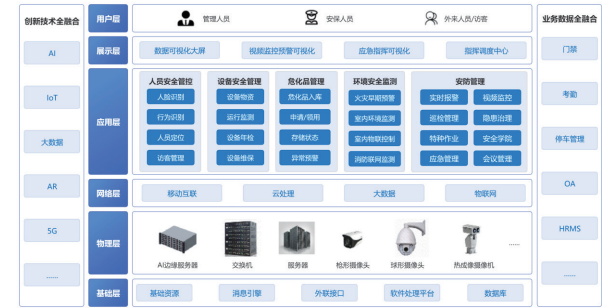 创新技术全融合
AI
IoT
大数据
AR
5G
......
用户层
管理人员
安保人员
外来人员/访客
展示层
数据可视化大屏
视频监控预警可视化
应急指挥可视化
指挥调度中心
应用层
人员安全管控
人脸识别
行为识别
人员定位
访客管理
设备安全管理
设备物资
运行监测
设备年检
设备维保
危化品管理
危化品入库
申请/领用
存储状态
异常预警
环境安全监测
火灾早期预警
室内环境监测
室内物联控制
消防联网监测
安防管理
实时报警
视频监控
巡检管理
隐患治理
特种作业
安全学院
应急管理
会议管理
网络层
移动互联
云处理
大数据
物联网
物理层
AI边缘服务器
交换机
服务器
枪形摄像头
球形摄像头
热成像摄像机
......
基础层
基础资源
消息引擎
外联接口
软件处理平台
数据库
业务数据全融合
门禁
考勤
停车管理
OA
HRMS
......